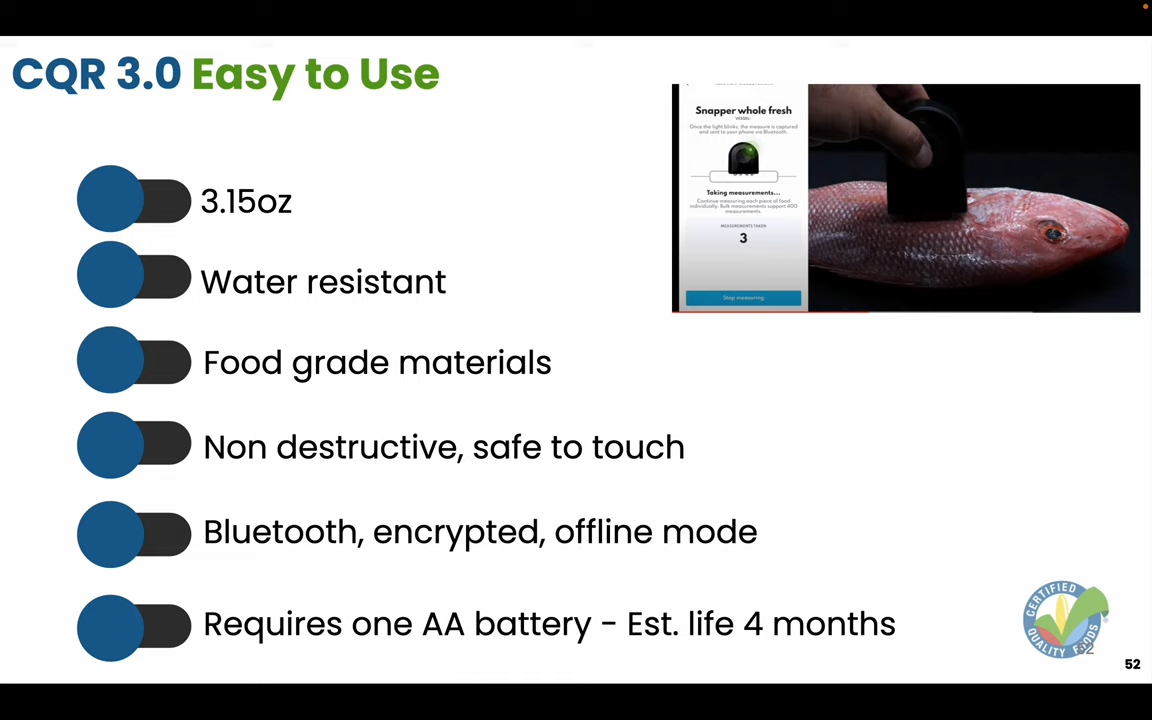 CQR 3.0 Easy to Use
3.15oz
Water resistant
Food grade materials
Non destructive, safe to touch
Bluetooth, encrypted, offline mode
Requires one AA battery - Est. life 4 months
Snapper whole fresh
VESSEL:
Once the light blinks, the measure is captured
and sent to your phone via Bluetooth.
Taking measurements...
Continue measuring each piece of food
individually. Bulk measurements support 400
measurements.
MEASUREMENTS TAKEN
3
Stop measuring
CERTIFIED
QUALITY FOODS
52
52